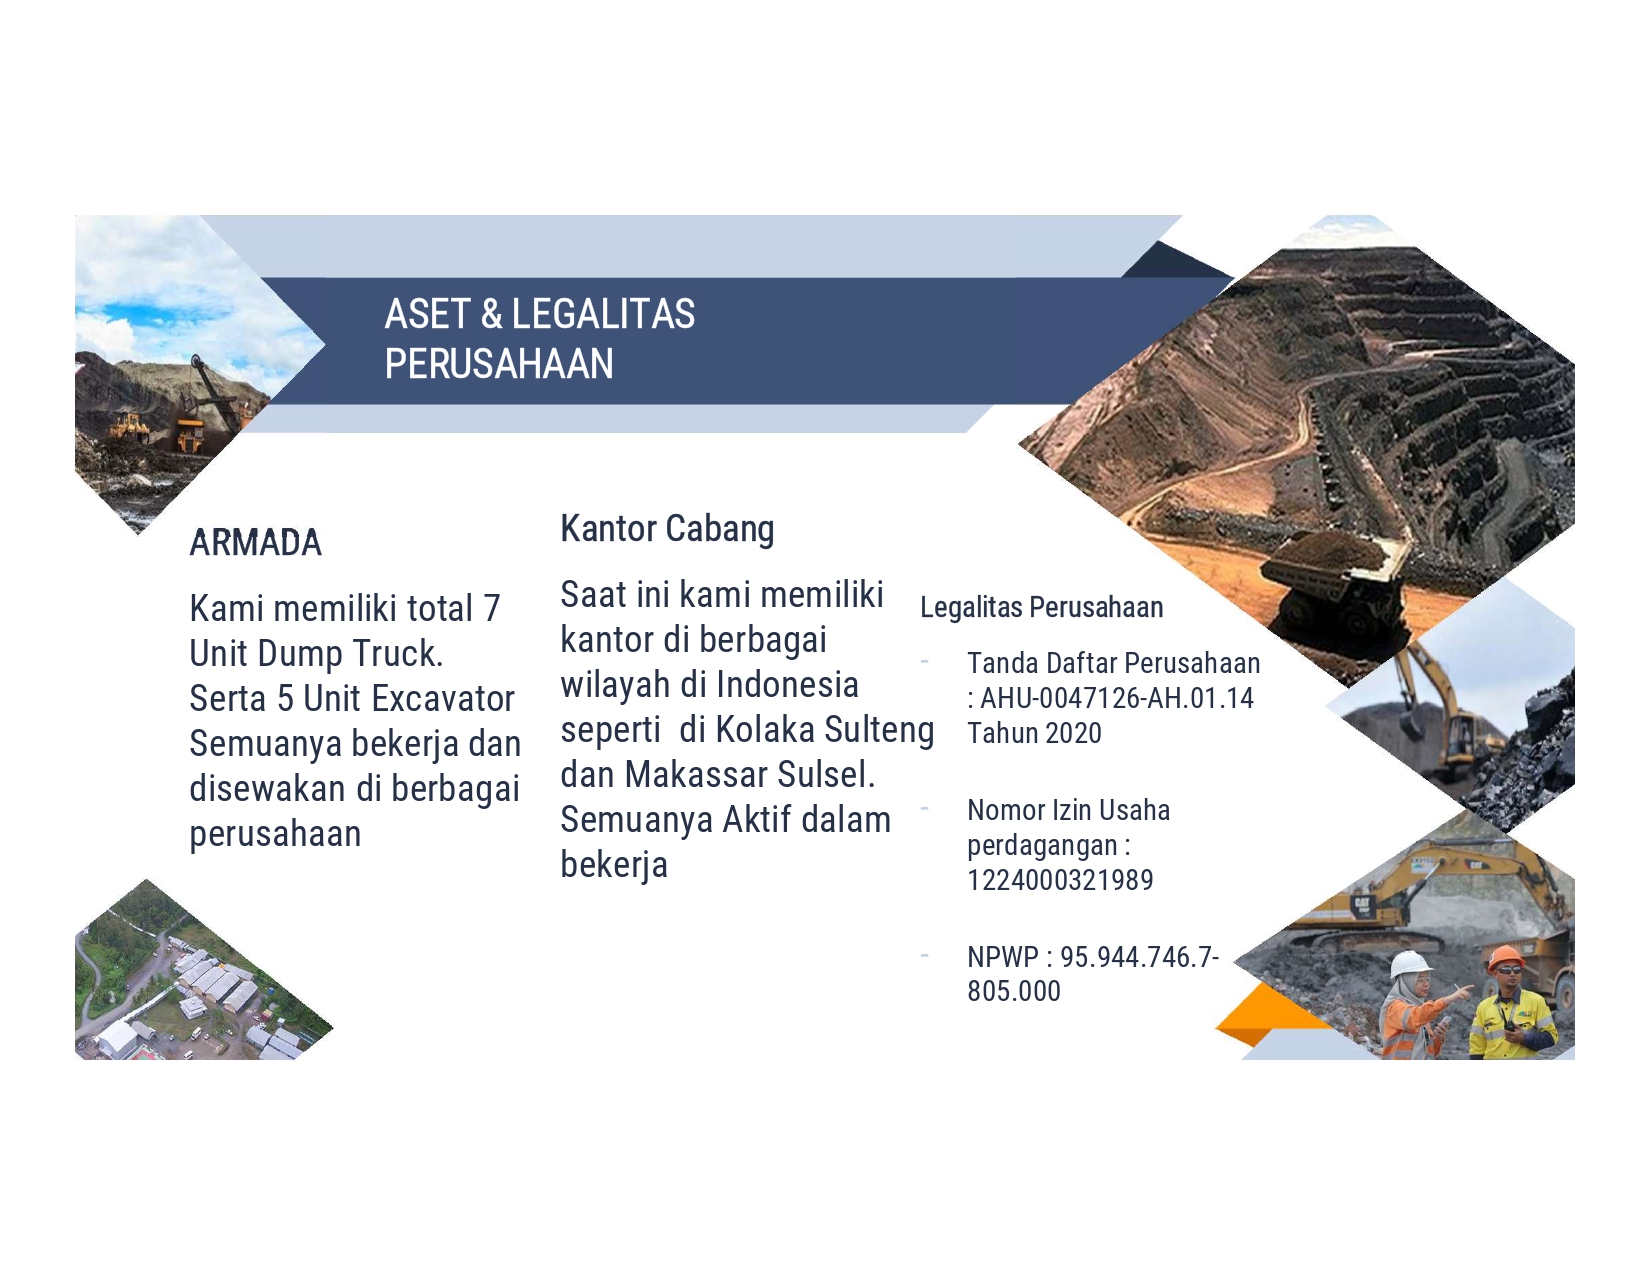 ASET & LEGALITAS
PERUSAHAAN
ARMADA
Kami memiliki total 7
Unit Dump Truck.
Serta 5 Unit Excavator
Semuanya bekerja dan
disewakan di berbagai
perusahaan
Kantor Cabang
Saat ini kami memiliki
kantor di berbagai
wilayah di Indonesia
seperti  di Kolaka Sulteng
dan Makassar Sulsel.
Semuanya Aktif dalam
bekerja
Legalitas Perusahaan
- Tanda Daftar Perusahaan
: AHU-0047126-AH.01.14
Tahun 2020
- Nomor Izin Usaha
perdagangan :
1224000321989
- NPWP : 95.944.746.7-
805.000
CAT
CAT